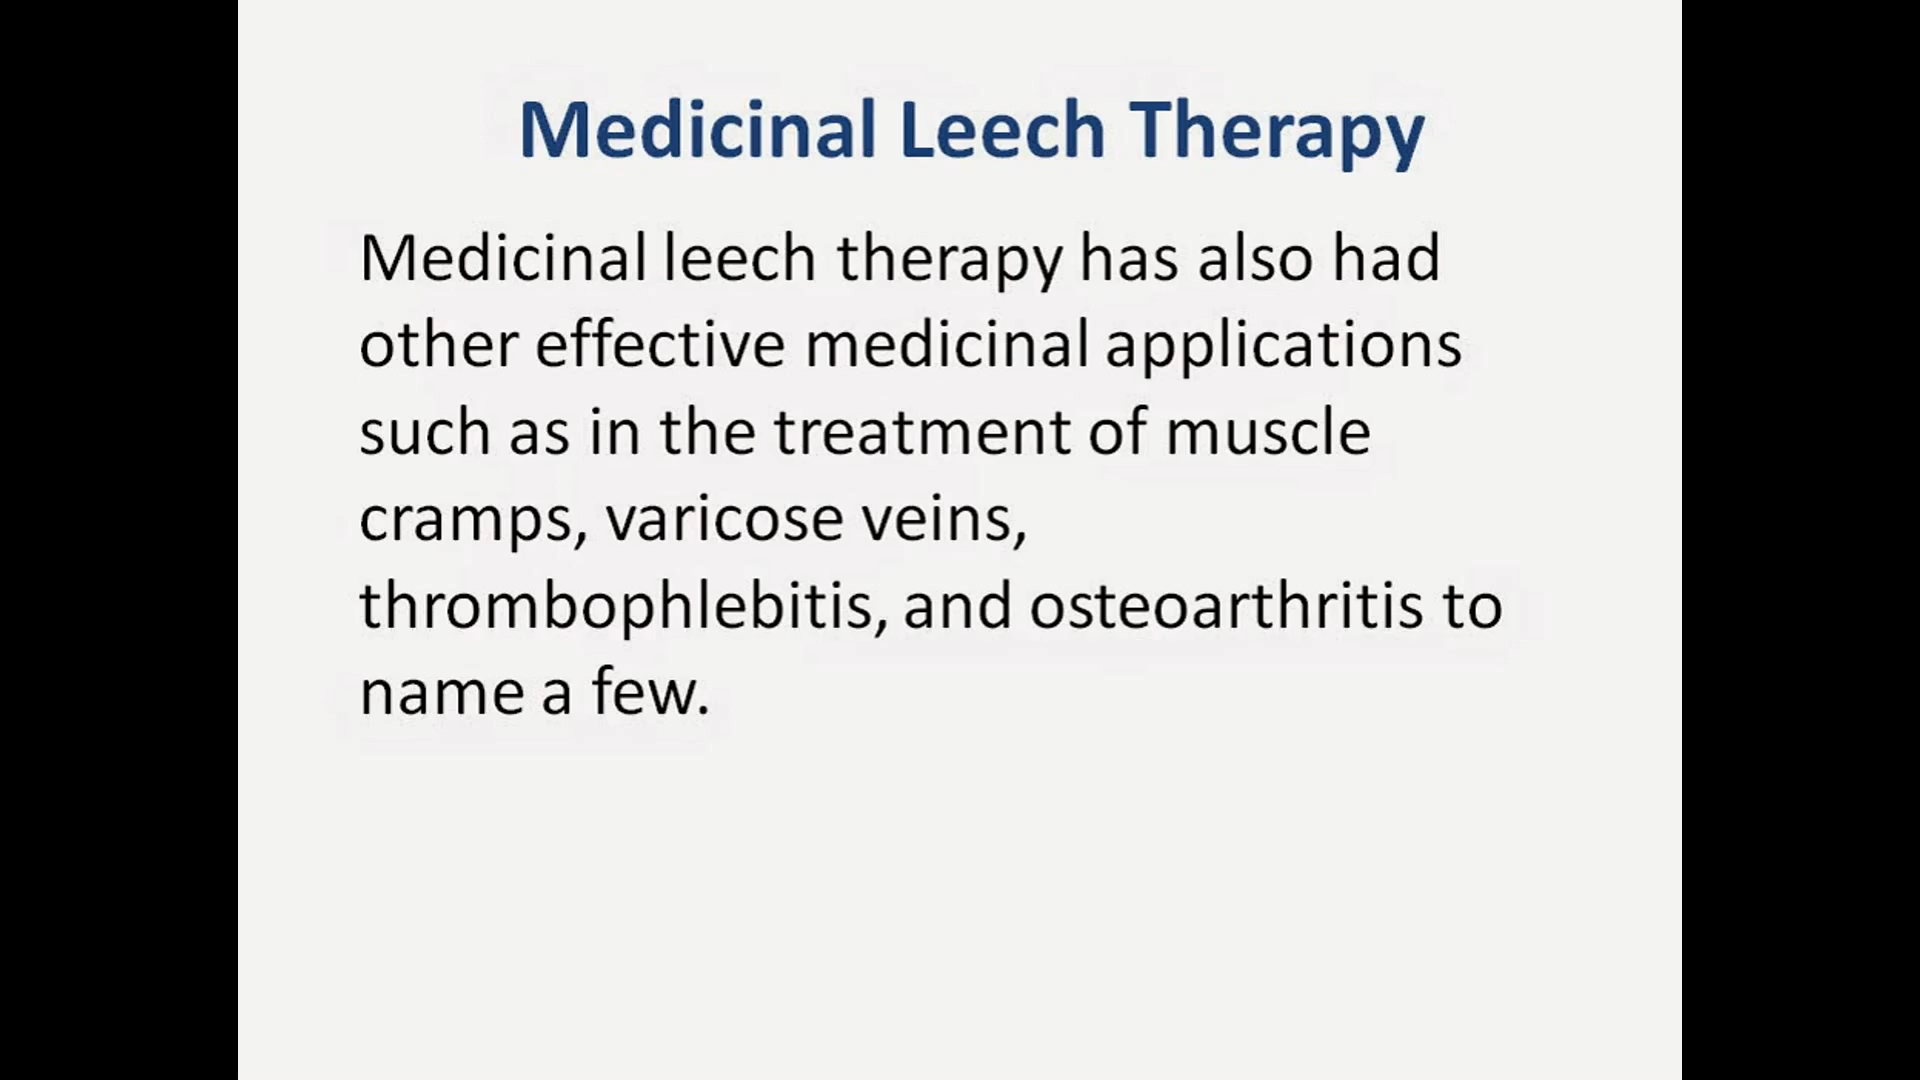 Medicinal Leech Therapy
Medicinal leech therapy has also had
other effective medicinal applications
such as in the treatment of muscle
cramps, varicose veins,
thrombophlebitis, and osteoarthritis to
name a few.